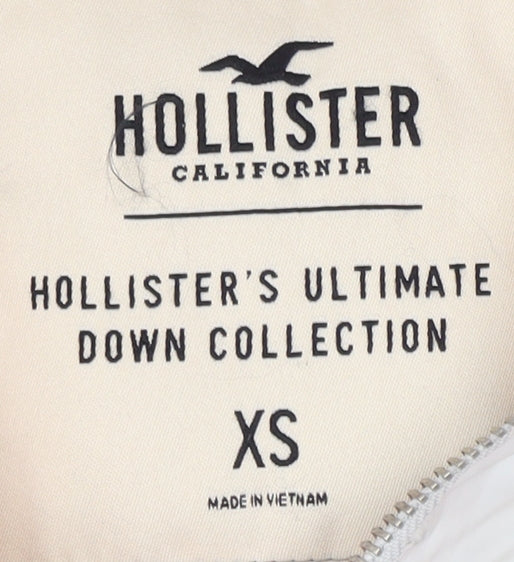 HOLLISTER
CALIFORNIA
HOLLISTER'S ULTIMATE
DOWN COLLECTION
XS
MADE IN VIETNAM